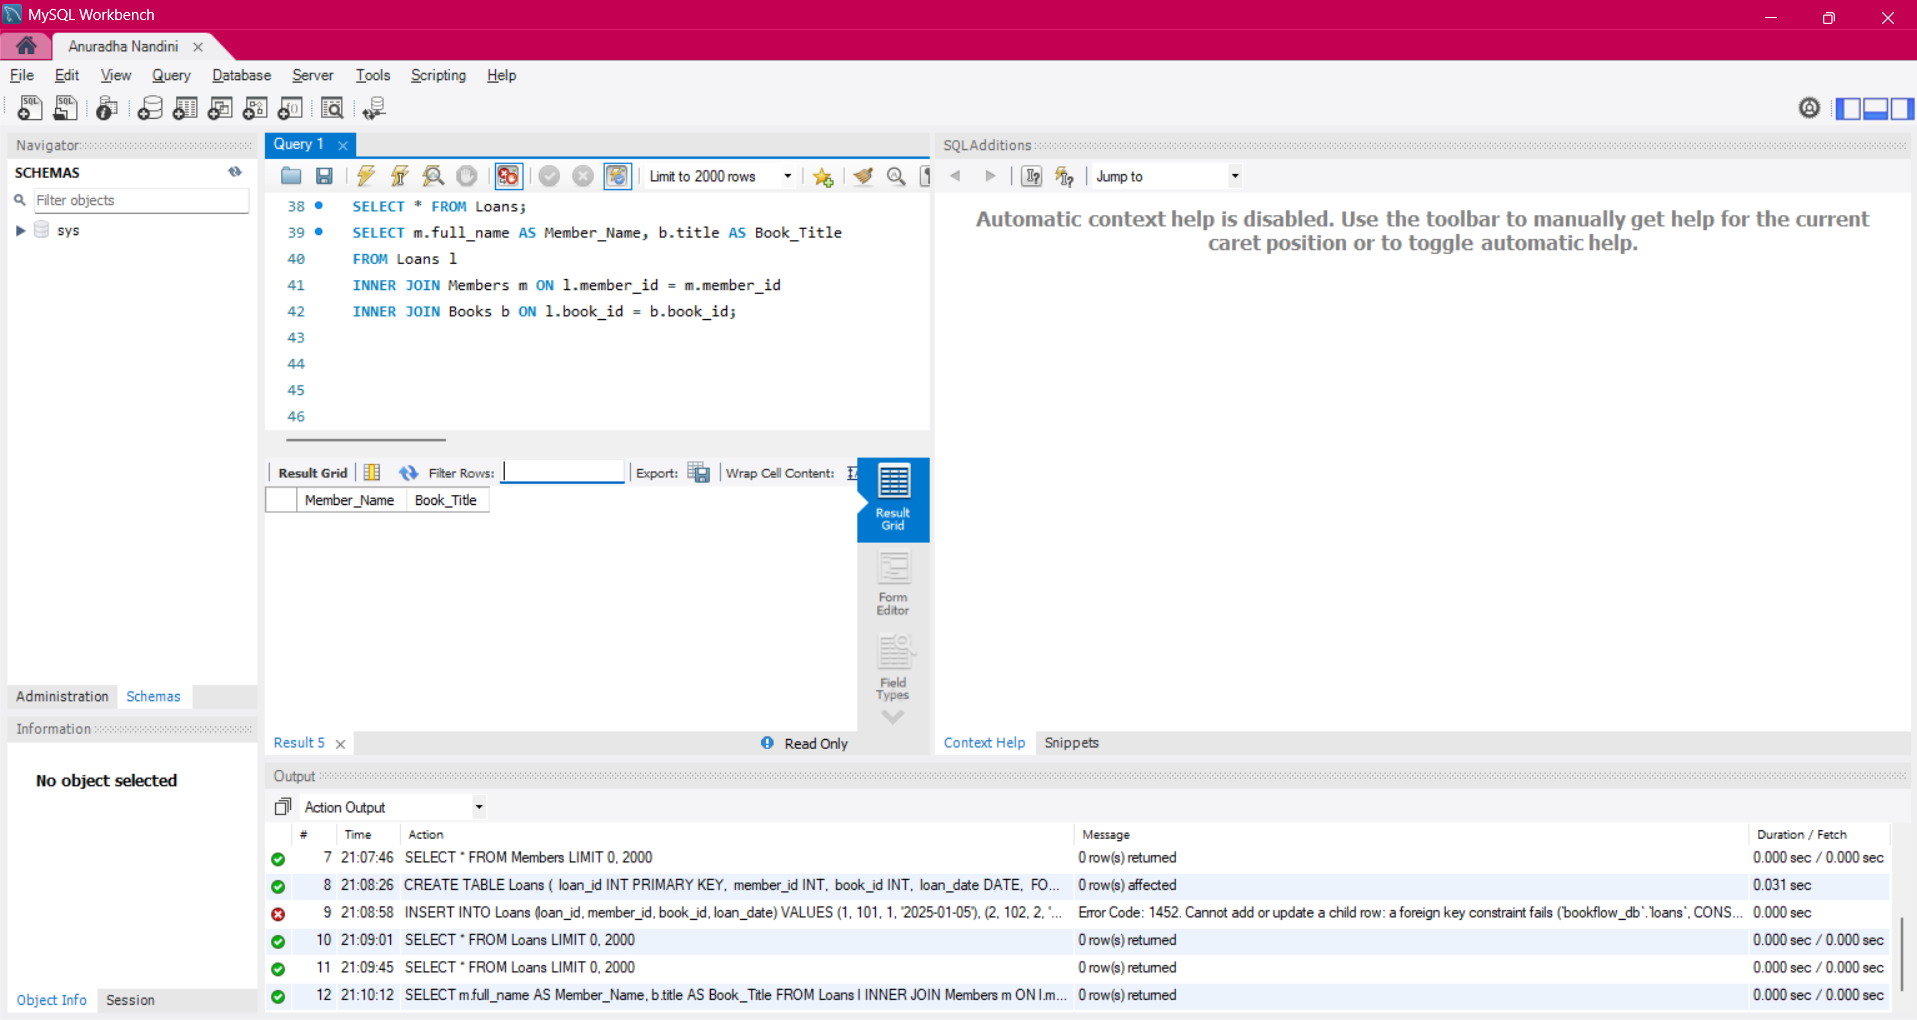 MySQL Workbench
Anuradha Nandini
File Edit View Query Database Server Tools Scripting Help
Navigator
SCHEMAS
Filter objects
sys
Administration Schemas
Information
No object selected
Object Info Session
Query 1
Limit to 2000 rows
38 SELECT * FROM Loans;
39 SELECT m.full_name AS Member_Name, b.title AS Book_Title
40 FROM Loans l
41 INNER JOIN Members m ON l.member_id = m.member_id
42 INNER JOIN Books b ON l.book_id = b.book_id;
43
44
45
46
Result Grid Filter Rows: Export: Wrap Cell Content:
Member_Name Book_Title
Result
Grid
Form
Editor
Field
Types
Result 5 Read Only
SQLAdditions
Jump to
Automatic context help is disabled. Use the toolbar to manually get help for the current
caret position or to toggle automatic help.
Context Help Snippets
Output
Action Output
# Time Action Message Duration / Fetch
7 21:07:46 SELECT * FROM Members LIMIT 0, 2000 0 row(s) returned 0.000 sec / 0.000 sec
8 21:08:26 CREATE TABLE Loans ( loan_id INT PRIMARY KEY, member_id INT, book_id INT, loan_date DATE, FO... 0 row(s) affected 0.031 sec
9 21:08:58 INSERT INTO Loans (loan_id, member_id, book_id, loan_date) VALUES (1, 101, 1, '2025-01-05'), (2, 102, 2, '... Error Code: 1452. Cannot add or update a child row: a foreign key constraint fails (`bookflow_db`.`loans`, CONS... 0.000 sec
10 21:09:01 SELECT * FROM Loans LIMIT 0, 2000 0 row(s) returned 0.000 sec / 0.000 sec
11 21:09:45 SELECT * FROM Loans LIMIT 0, 2000 0 row(s) returned 0.000 sec / 0.000 sec
12 21:10:12 SELECT m.full_name AS Member_Name, b.title AS Book_Title FROM Loans l INNER JOIN Members m ON l.m... 0 row(s) returned 0.000 sec / 0.000 sec